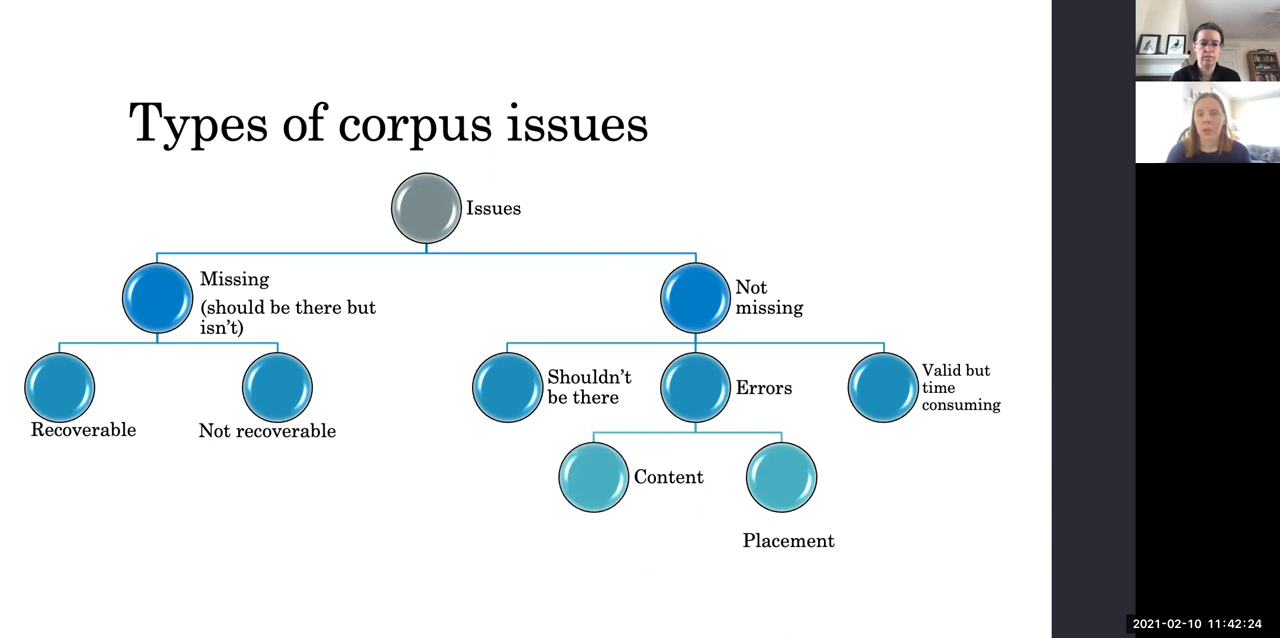 Types of corpus issues
Issues
Missing
(should be there but
isn't)
Not
missing
Recoverable
Not recoverable
Shouldn't
be there
Errors
Valid but
time
consuming
Content
Placement
2021-02-10 11:42:24